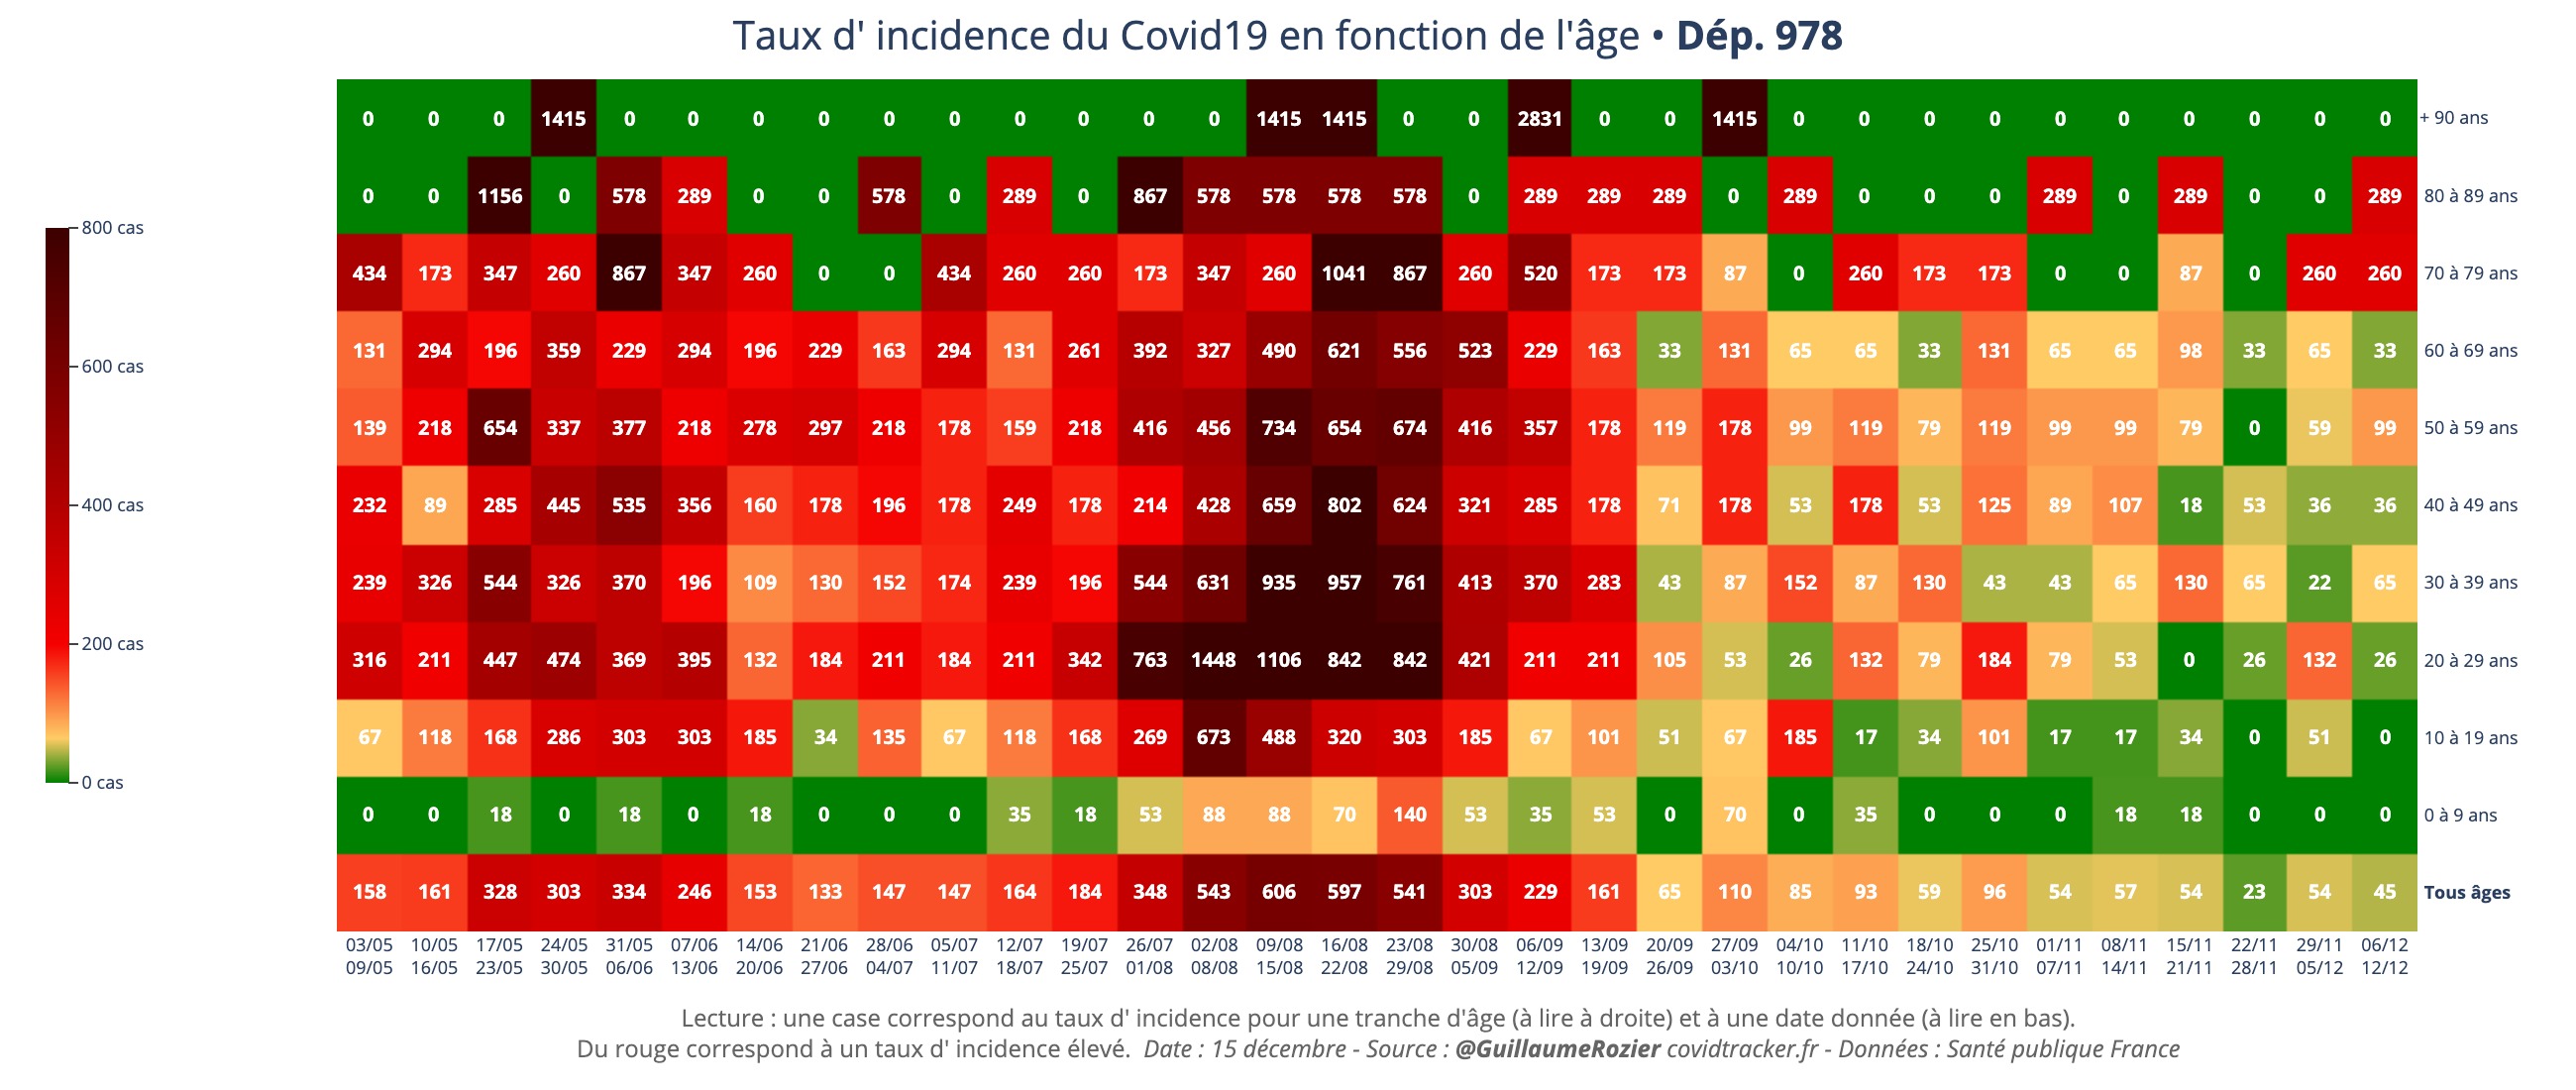 Taux d' incidence du Covid19 en fonction de l'âge • Dép. 978
0 0 0 1415 0 0 0 0 0 0 0 0 0 0 1415 1415 0 0 2831 0 0 1415 0 0 0 0 0 0 0 0 0 0 + 90 ans
0 0 1156 0 578 289 0 0 578 0 289 0 867 578 578 578 578 0 289 289 289 0 289 0 0 0 289 0 289 0 0 289 80 à 89 ans
800 cas
434 173 347 260 867 347 260 0 0 434 260 260 173 347 260 1041 867 260 520 173 173 87 0 260 173 173 0 0 87 0 260 260 70 à 79 ans
131 294 196 359 229 294 196 229 163 294 131 261 392 327 490 621 556 523 229 163 33 131 65 65 33 131 65 65 98 33 65 33 60 à 69 ans
600 cas
139 218 654 337 377 218 278 297 218 178 159 218 416 456 734 654 674 416 357 178 119 178 99 119 79 119 99 99 79 0 59 99 50 à 59 ans
400 cas
232 89 285 445 535 356 160 178 196 178 249 178 214 428 659 802 624 321 285 178 71 178 53 178 53 125 89 107 18 53 36 36 40 à 49 ans
239 326 544 326 370 196 109 130 152 174 239 196 544 631 935 957 761 413 370 283 43 87 152 87 130 43 43 65 130 65 22 65 30 à 39 ans
200 cas
316 211 447 474 369 395 132 184 211 184 211 342 763 1448 1106 842 842 421 211 211 105 53 26 132 79 184 79 53 0 26 132 26 20 à 29 ans
67 118 168 286 303 303 185 34 135 67 118 168 269 673 488 320 303 185 67 101 51 67 185 17 34 101 17 17 34 0 51 0 10 à 19 ans
0 cas
0 0 18 0 18 0 18 0 0 0 35 18 53 88 88 70 140 53 35 53 0 70 0 35 0 0 0 18 18 0 0 0 0 à 9 ans
158 161 328 303 334 246 153 133 147 147 164 184 348 543 606 597 541 303 229 161 65 110 85 93 59 96 54 57 54 23 54 45 Tous âges
03/05 10/05 17/05 24/05 31/05 07/06 14/06 21/06 28/06 05/07 12/07 19/07 26/07 02/08 09/08 16/08 23/08 30/08 06/09 13/09 20/09 27/09 04/10 11/10 18/10 25/10 01/11 08/11 15/11 22/11 29/11 06/12
09/05 16/05 23/05 30/05 06/06 13/06 20/06 27/06 04/07 11/07 18/07 25/07 01/08 08/08 15/08 22/08 29/08 05/09 12/09 19/09 26/09 03/10 10/10 17/10 24/10 31/10 07/11 14/11 21/11 28/11 05/12 12/12
Lecture : une case correspond au taux d' incidence pour une tranche d'âge (à lire à droite) et à une date donnée (à lire en bas).
Du rouge correspond à un taux d' incidence élevé. Date : 15 décembre - Source : @GuillaumeRozier covidtracker.fr - Données : Santé publique France